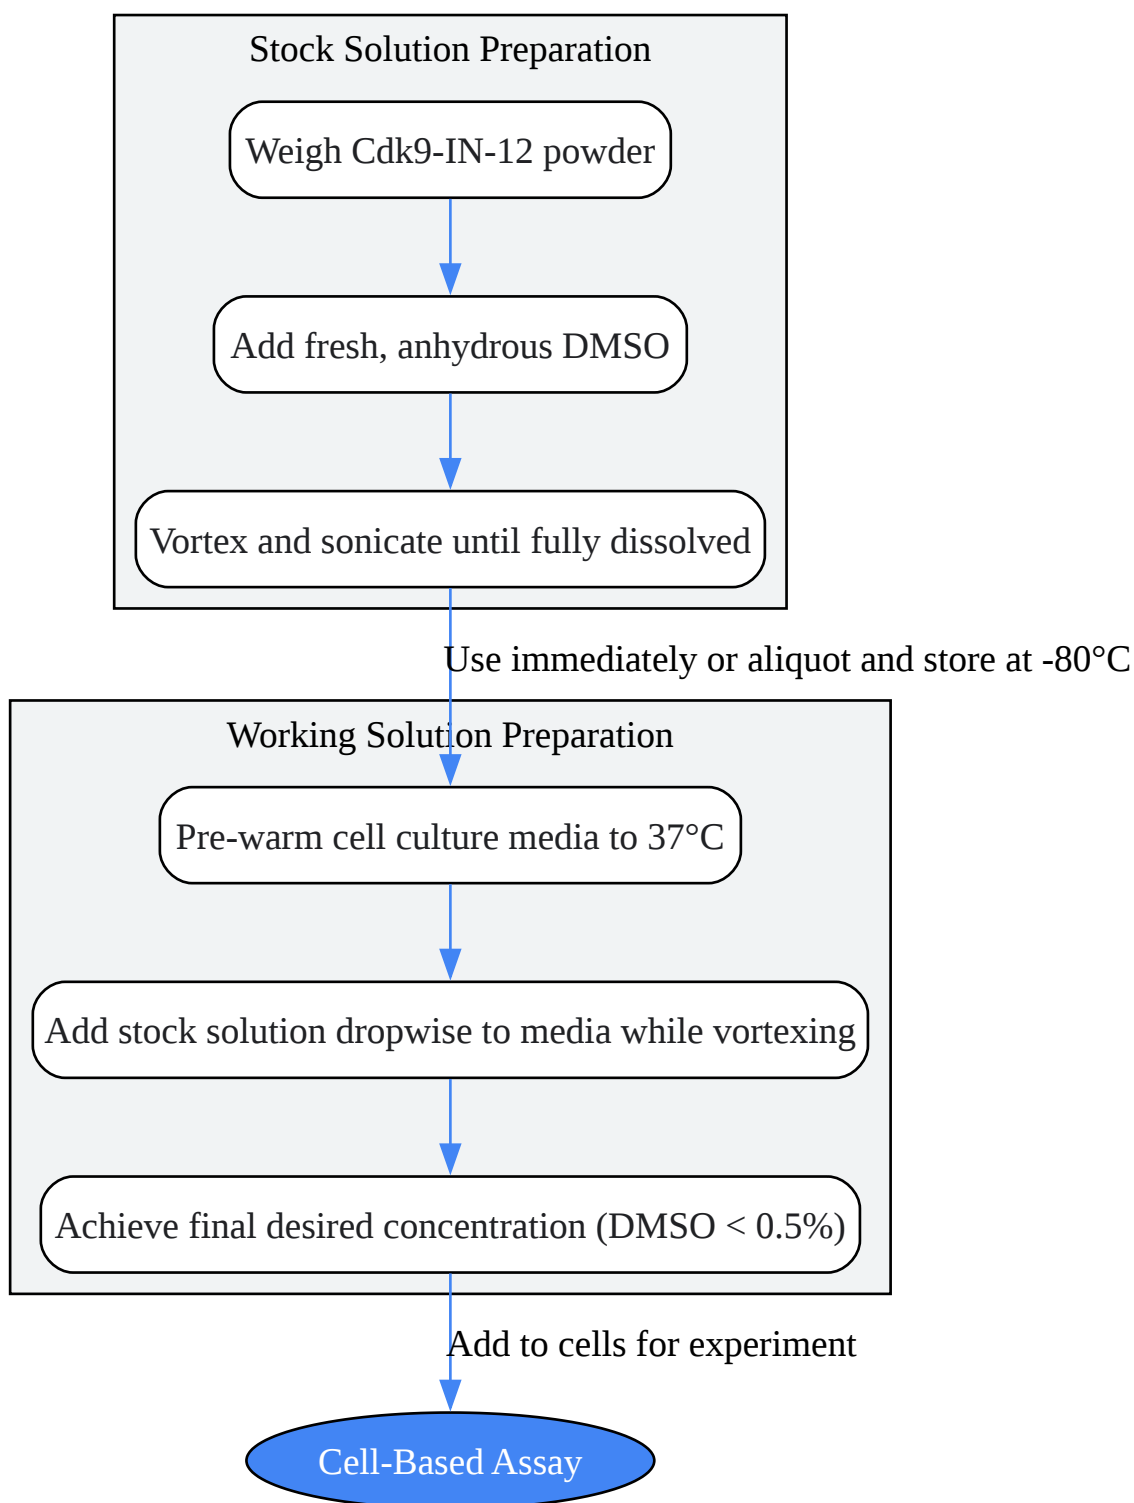 Stock Solution Preparation
Weigh Cdk9-IN-12 powder
Add fresh, anhydrous DMSO
Vortex and sonicate until fully dissolved
Use immediately or aliquot and store at -80°C
Working Solution Preparation
Pre-warm cell culture media to 37°C
Add stock solution dropwise to media while vortexing
Achieve final desired concentration (DMSO < 0.5%)
Add to cells for experiment
Cell-Based Assay